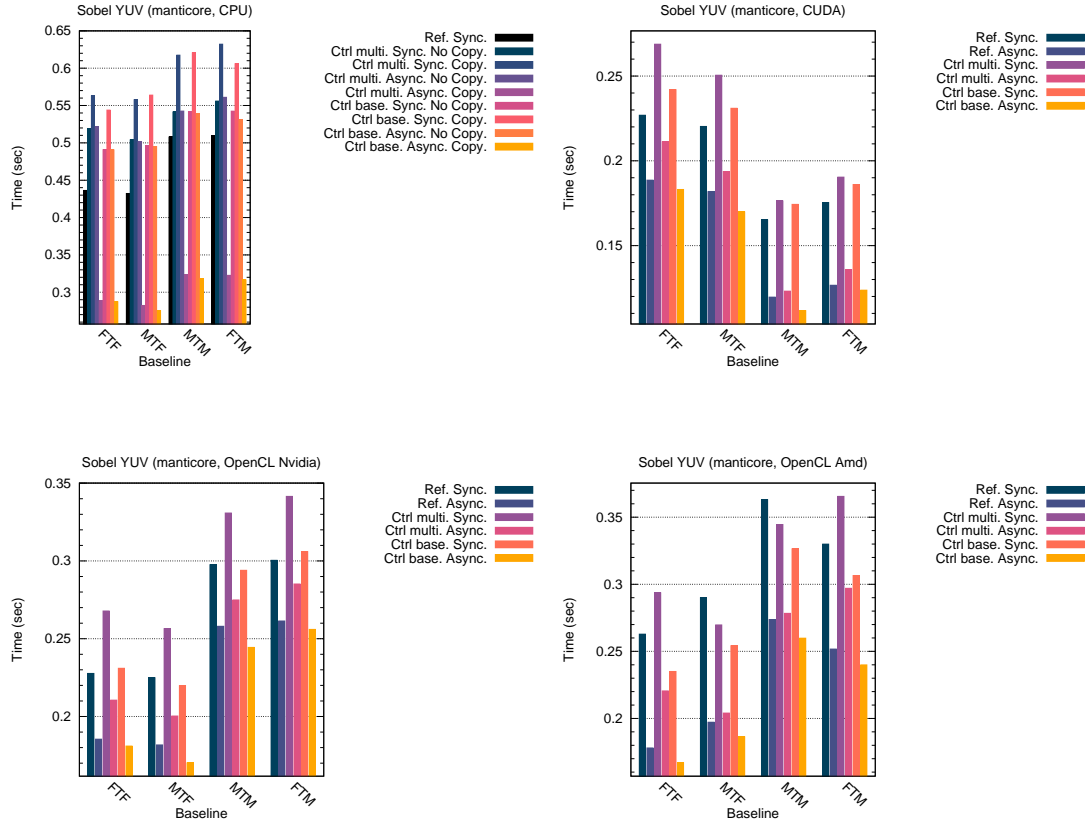 Sobel YUV (manticore, CPU)
Time (sec)
0.65
0.6
0.55
0.5
0.45
0.4
0.35
0.3
FTF
MTF
MTM
FTM
Baseline
Ref. Sync.
Ctrl multi. Sync. No Copy.
Ctrl multi. Sync. Copy.
Ctrl multi. Async. No Copy.
Ctrl multi. Async. Copy.
Ctrl base. Sync. No Copy.
Ctrl base. Sync. Copy.
Ctrl base. Async. No Copy.
Ctrl base. Async. Copy.
Sobel YUV (manticore, CUDA)
Time (sec)
0.25
0.2
0.15
FTF
MTF
MTM
FTM
Baseline
Ref. Sync.
Ref. Async.
Ctrl multi. Sync.
Ctrl multi. Async.
Ctrl base. Sync.
Ctrl base. Async.
Sobel YUV (manticore, OpenCL Nvidia)
Time (sec)
0.35
0.3
0.25
0.2
FTF
MTF
MTM
FTM
Baseline
Ref. Sync.
Ref. Async.
Ctrl multi. Sync.
Ctrl multi. Async.
Ctrl base. Sync.
Ctrl base. Async.
Sobel YUV (manticore, OpenCL Amd)
Time (sec)
0.35
0.3
0.25
0.2
FTF
MTF
MTM
FTM
Baseline
Ref. Sync.
Ref. Async.
Ctrl multi. Sync.
Ctrl multi. Async.
Ctrl base. Sync.
Ctrl base. Async.